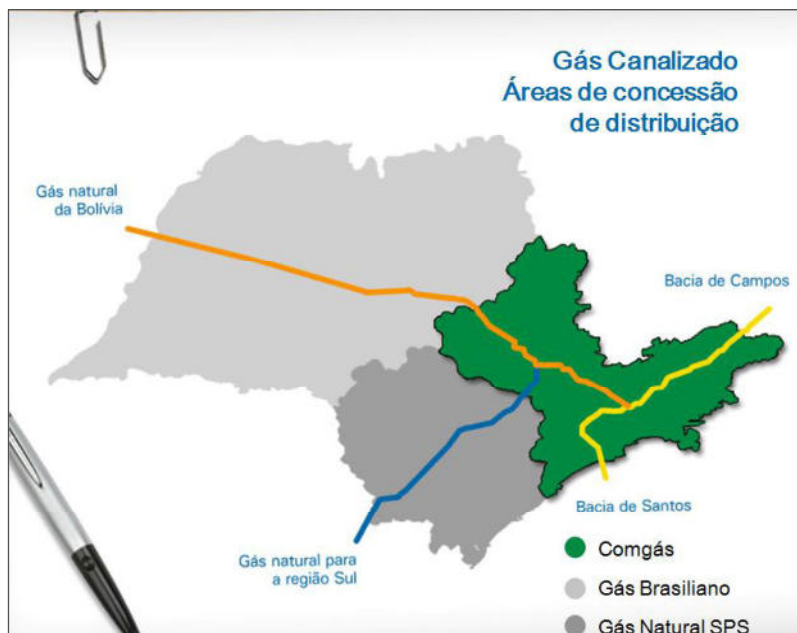 Gás Canalizado
Áreas de concessão
de distribuição
Gás natural
da Bolívia
Bacia de Campos
Bacia de Santos
Gás natural para
a região Sul
Comgás
Gás Brasiliano
Gás Natural SPS